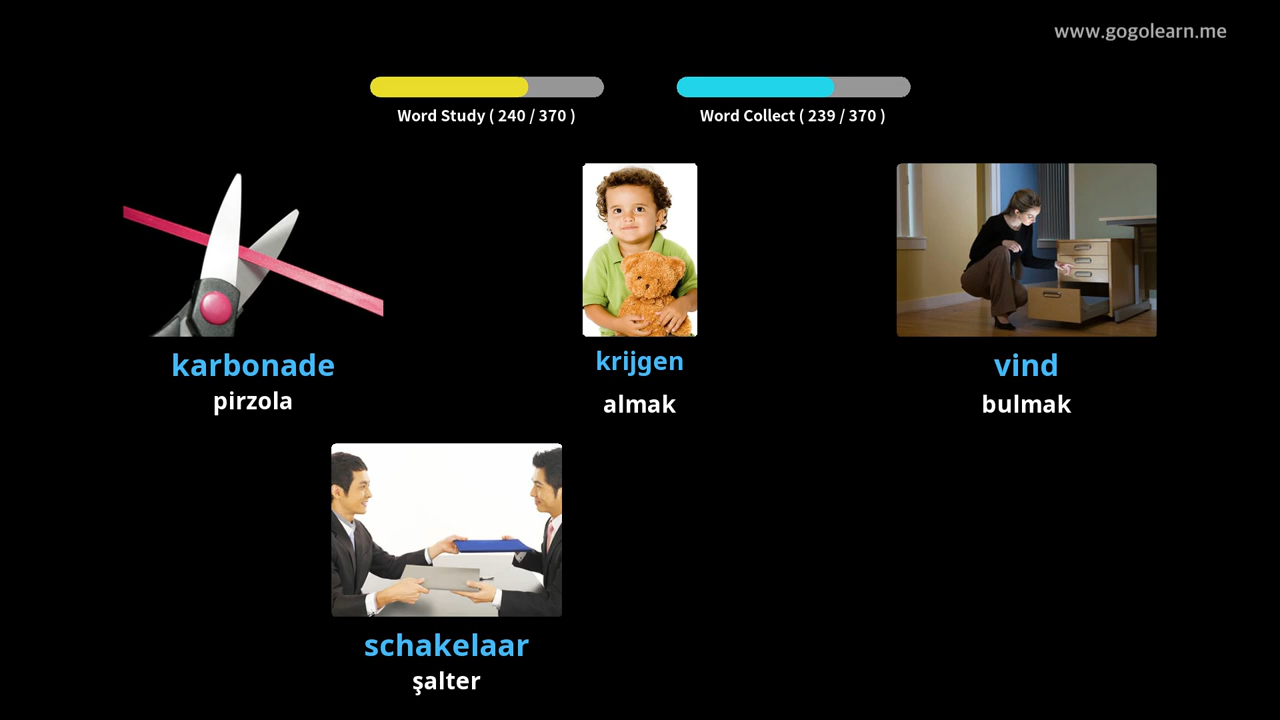 www.gogolearn.me
Word Study ( 240 / 370 )
Word Collect ( 239 / 370 )
karbonade
pirzola
krijgen
almak
vind
bulmak
schakelaar
şalter